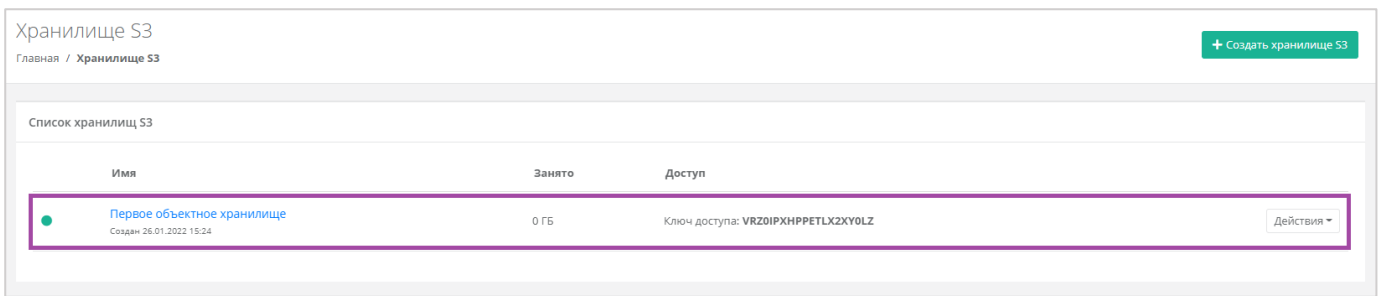 Хранилище S3
+ Создать хранилище S3
Главная / Хранилище S3
Список хранилищ S3
Имя Занято Доступ
Первое объектное хранилище 0 ГБ Ключ доступа: VRZ0IPXHPPETLX2XY0LZ Действия
Создан 26.01.2022 15:24